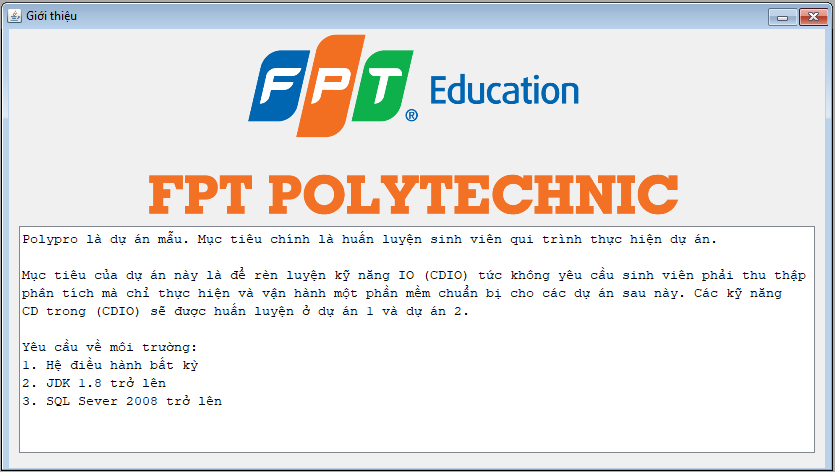 Giới thiệu
FPT® Education
FPT POLYTECHNIC
Polypro là dự án mẫu. Mục tiêu chính là huấn luyện sinh viên qui trình thực hiện dự án.
Mục tiêu của dự án này là để rèn luyện kỹ năng IO (CDIO) tức không yêu cầu sinh viên phải thu thập
phân tích mà chỉ thực hiện và vận hành một phần mềm chuẩn bị cho các dự án sau này. Các kỹ năng
CD trong (CDIO) sẽ được huấn luyện ở dự án 1 và dự án 2.
Yêu cầu về môi trường:
1. Hệ điều hành bất kỳ
2. JDK 1.8 trở lên
3. SQL Sever 2008 trở lên